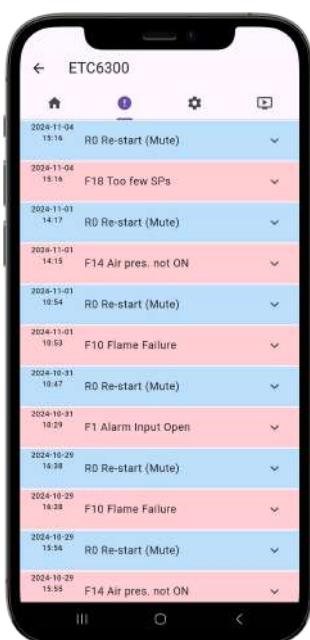 ETC6300
2024-11-04
15:16
R0 Re-start (Mute)
2024-11-04
15:16
F18 Too few SPs
2024-11-01
14:17
R0 Re-start (Mute)
2024-11-01
14:15
F14 Air pres. not ON
2024-11-01
10:54
R0 Re-start (Mute)
2024-11-01
10:53
F10 Flame Failure
2024-10-31
10:47
R0 Re-start (Mute)
2024-10-31
10:29
F1 Alarm Input Open
2024-10-29
16:38
R0 Re-start (Mute)
2024-10-29
16:38
F10 Flame Failure
2024-10-29
15:56
R0 Re-start (Mute)
2024-10-29
15:55
F14 Air pres. not ON